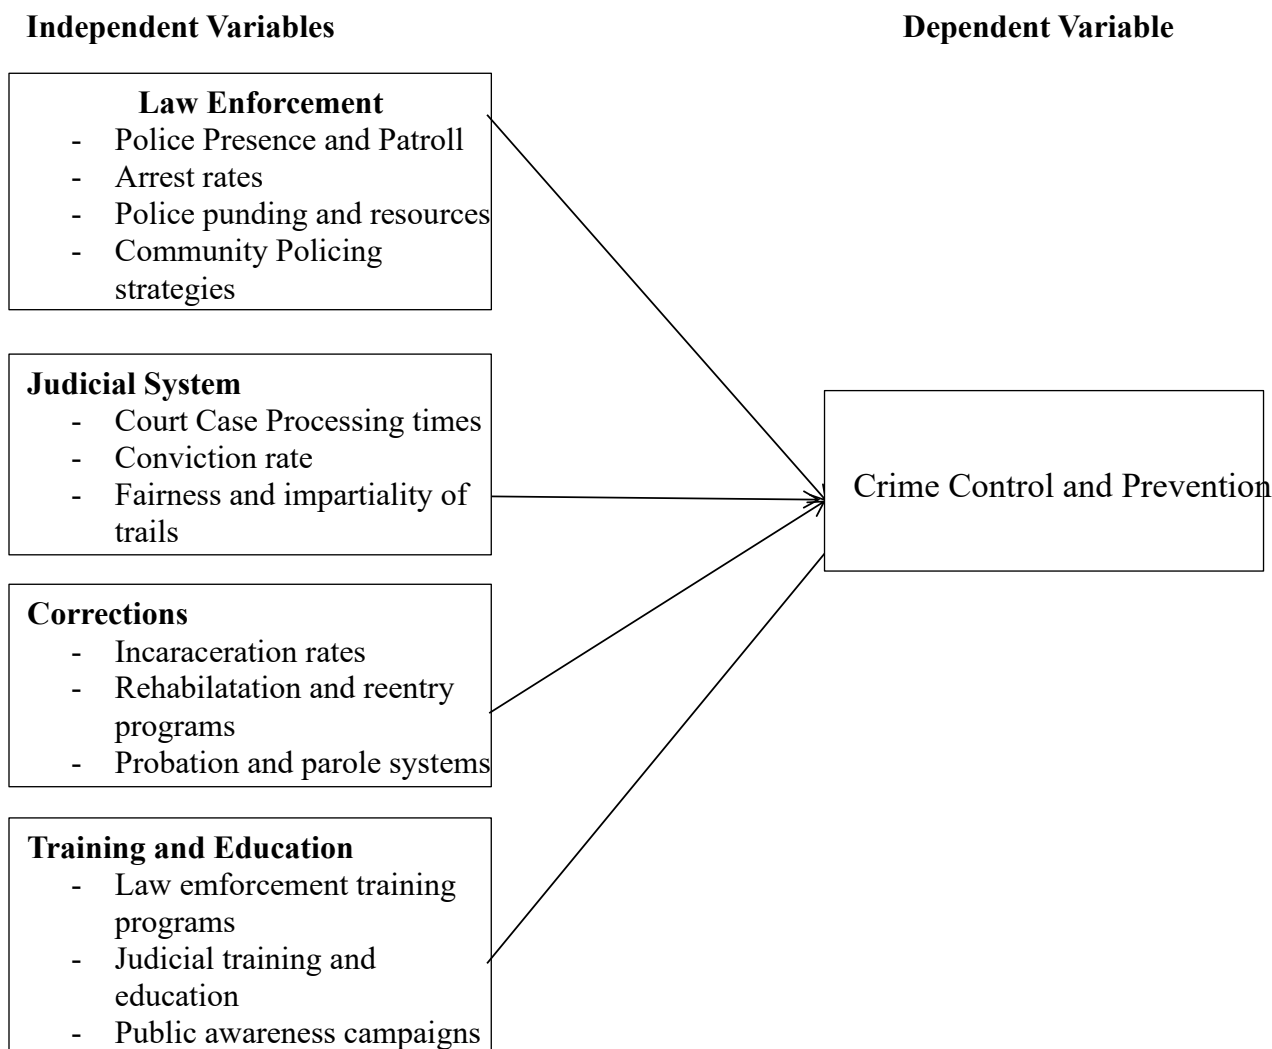 Independent Variables
Dependent Variable
Law Enforcement
- Police Presence and Patroll
- Arrest rates
- Police punding and resources
- Community Policing
strategies
Judicial System
- Court Case Processing times
- Conviction rate
- Fairness and impartiality of
trails
Crime Control and Prevention
Corrections
- Incaraceration rates
- Rehabilatation and reentry
programs
- Probation and parole systems
Training and Education
- Law emforcement training
programs
- Judicial training and
education
- Public awareness campaigns